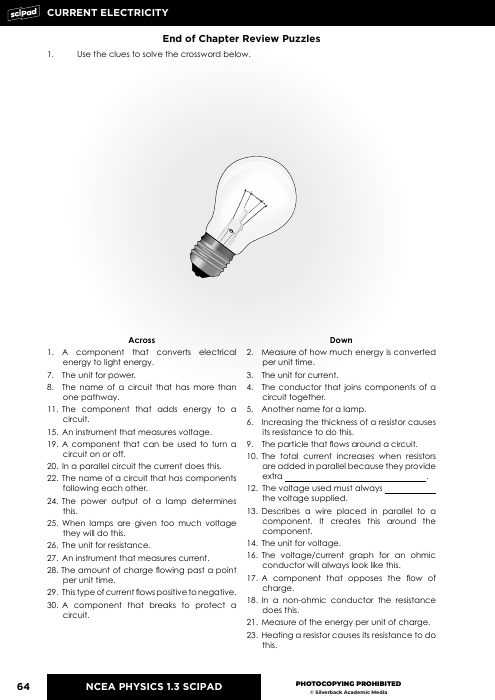 scipad CURRENT ELECTRICITY
End of Chapter Review Puzzles
1. Use the clues to solve the crossword below.
Across
1. A component that converts electrical
energy to light energy.
7. The unit for power.
8. The name of a circuit that has more than
one pathway.
11. The component that adds energy to a
circuit.
15. An instrument that measures voltage.
19. A component that can be used to turn a
circuit on or off.
20. In a parallel circuit the current does this.
22. The name of a circuit that has components
following each other.
24. The power output of a lamp determines
this.
25. When lamps are given too much voltage
they will do this.
26. The unit for resistance.
27. An instrument that measures current.
28. The amount of charge flowing past a point
per unit time.
29. This type of current flows positive to negative.
30. A component that breaks to protect a
circuit.
Down
2. Measure of how much energy is converted
per unit time.
3. The unit for current.
4. The conductor that joins components of a
circuit together.
5. Another name for a lamp.
6. Increasing the thickness of a resistor causes
its resistance to do this.
9. The particle that flows around a circuit.
10. The total current increases when resistors
are added in parallel because they provide
extra ______________________________.
12. The voltage used must always ___________
the voltage supplied.
13. Describes a wire placed in parallel to a
component. It creates this around the
component.
14. The unit for voltage.
16. The voltage/current graph for an ohmic
conductor will always look like this.
17. A component that opposes the flow of
charge.
18. In a non-ohmic conductor the resistance
does this.
21. Measure of the energy per unit of charge.
23. Heating a resistor causes its resistance to do
this.
64 NCEA PHYSICS 1.3 SCIPAD
PHOTOCOPYING PROHIBITED
© Silverback Academic Media